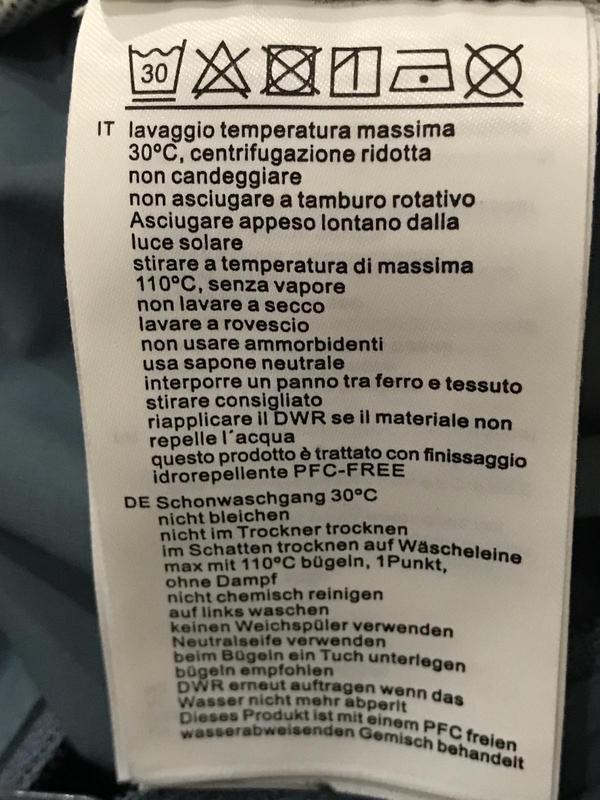 30
IT lavaggio temperatura massima
30°C, centrifugazione ridotta
non candeggiare
non asciugare a tamburo rotativo
Asciugare appeso lontano dalla
luce solare
stirare a temperatura di massima
110°C, senza vapore
non lavare a secco
lavare a rovescio
non usare ammorbidenti
usa sapone neutrale
interporre un panno tra ferro e tessuto
stirare consigliato
riapplicare il DWR se il materiale non
repelle l´acqua
questo prodotto è trattato con finissaggio
idrorepellente PFC-FREE
DE Schonwaschgang 30°C
nicht bleichen
nicht im Trockner trocknen
im Schatten trocknen auf Wäscheleine
max mit 110°C bügeln, 1Punkt,
ohne Dampf
nicht chemisch reinigen
auf links waschen
keinen Weichspüler verwenden
Neutralseife verwenden
beim Bügeln ein Tuch unterlegen
bügeln empfohlen
DWR erneut auftragen wenn das
Wasser nicht mehr abperlt
Dieses Produkt ist mit einem PFC freien
wasserabweisenden Gemisch behandelt